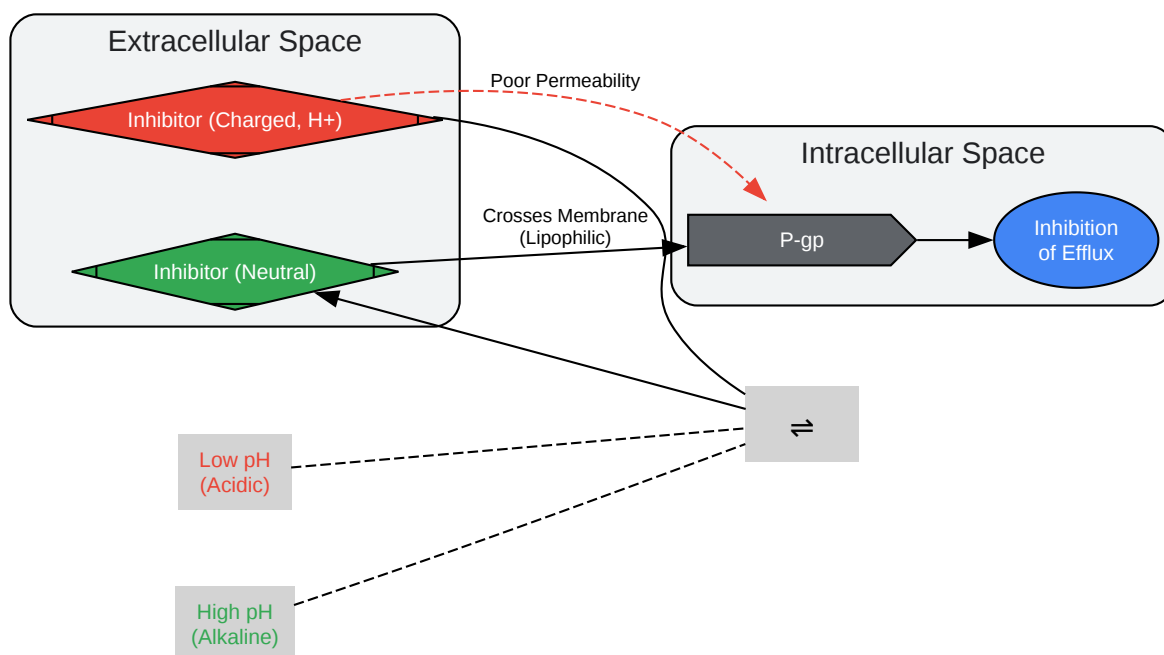 Extracellular Space
Poor Permeability
Inhibitor (Charged, H+)
Intracellular Space
Crosses Membrane
(Lipophilic)
P-gp
Inhibition
of Efflux
Inhibitor (Neutral)
⇌
Low pH
(Acidic)
High pH
(Alkaline)